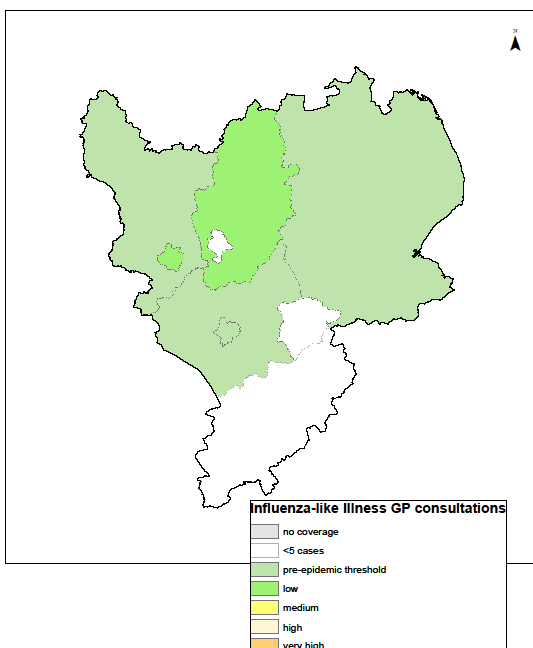 N
Influenza-like Illness GP consultations
no coverage
<5 cases
pre-epidemic threshold
low
medium
high
very high